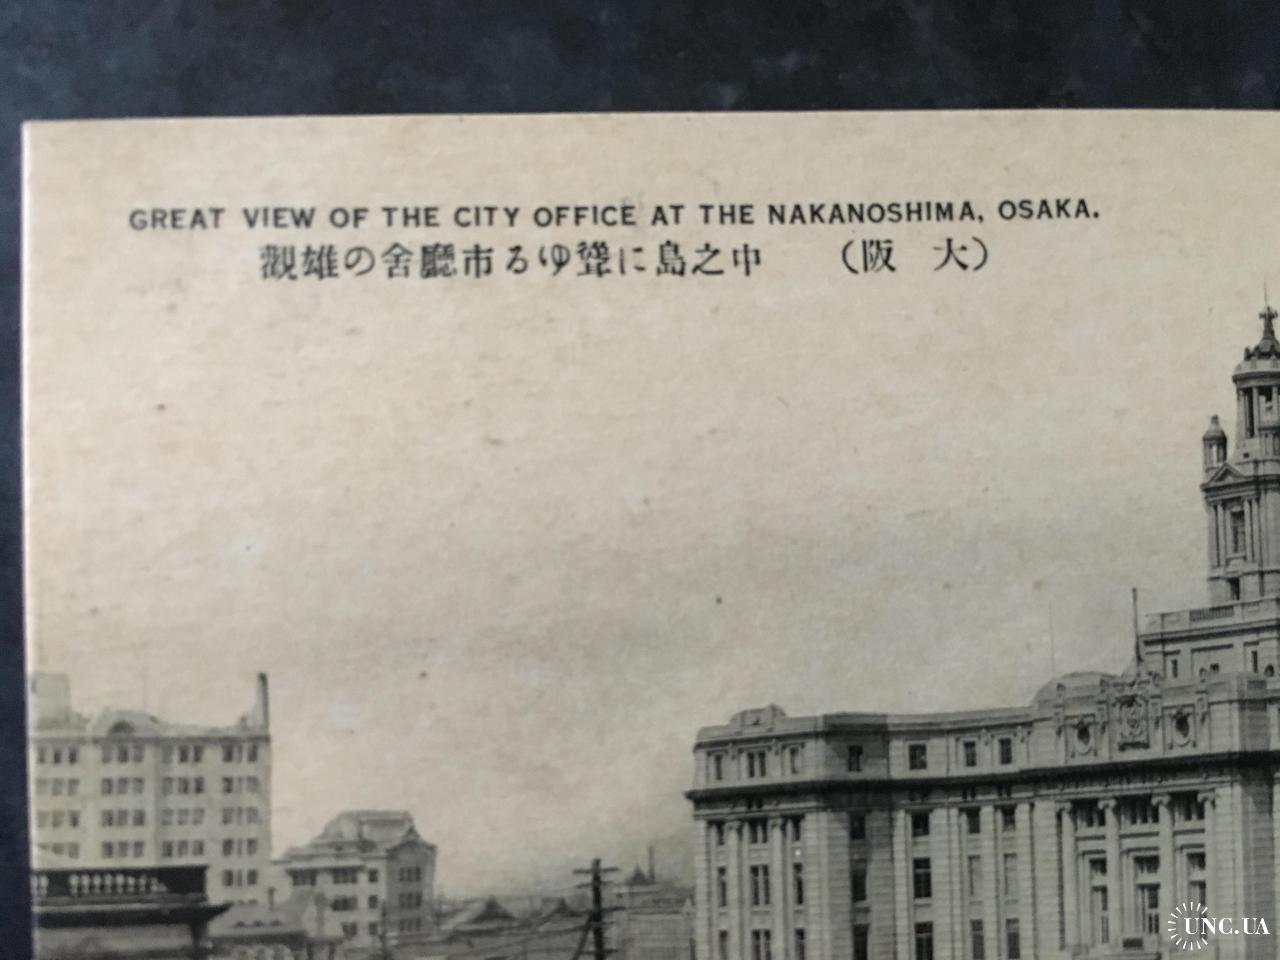 GREAT VIEW OF THE CITY OFFICE AT THE NAKANOSHIMA, OSAKA.
觀雄の舍廳市るゆ聳に島之中 （阪 大）
UNC.UA